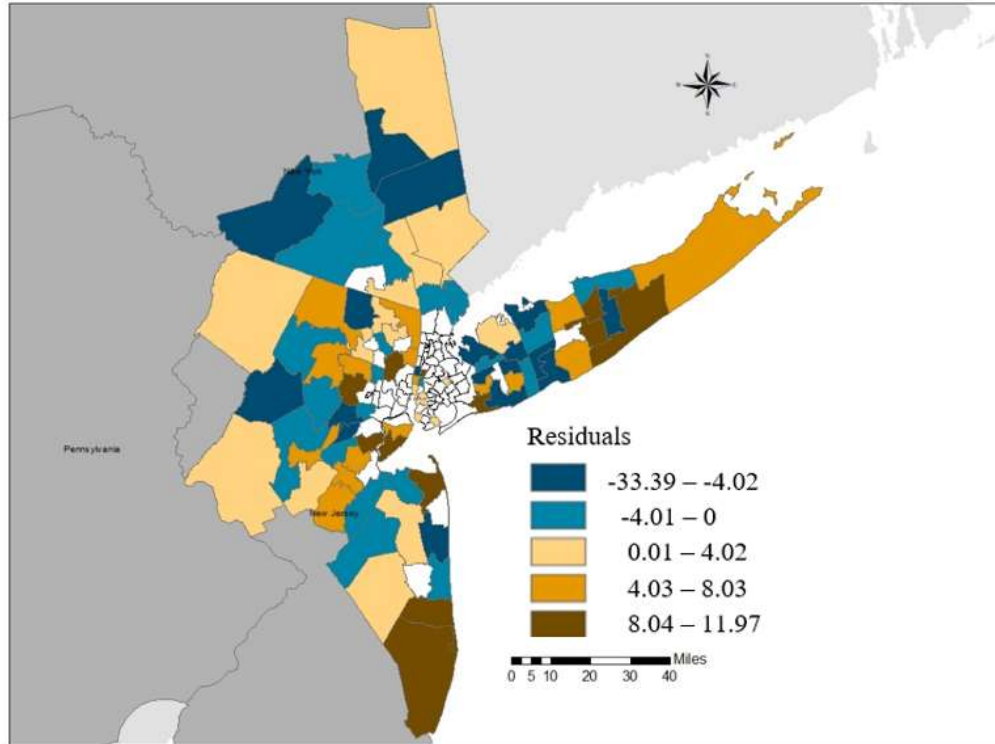 N
W
E
S
New York
Pennsylvania
New Jersey
Residuals
-33.39 – -4.02
-4.01 – 0
0.01 – 4.02
4.03 – 8.03
8.04 – 11.97
Miles
0 5 10 20 30 40